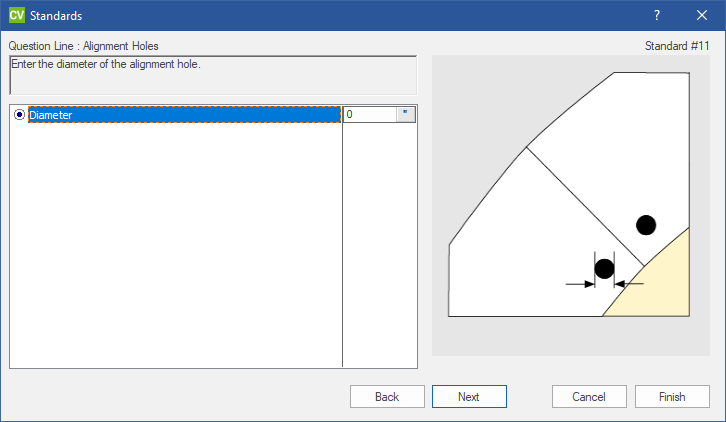 CV Standards ?
Question Line : Alignment Holes
Standard #11
Enter the diameter of the alignment hole.
Diameter 0 "
Back Next Cancel Finish